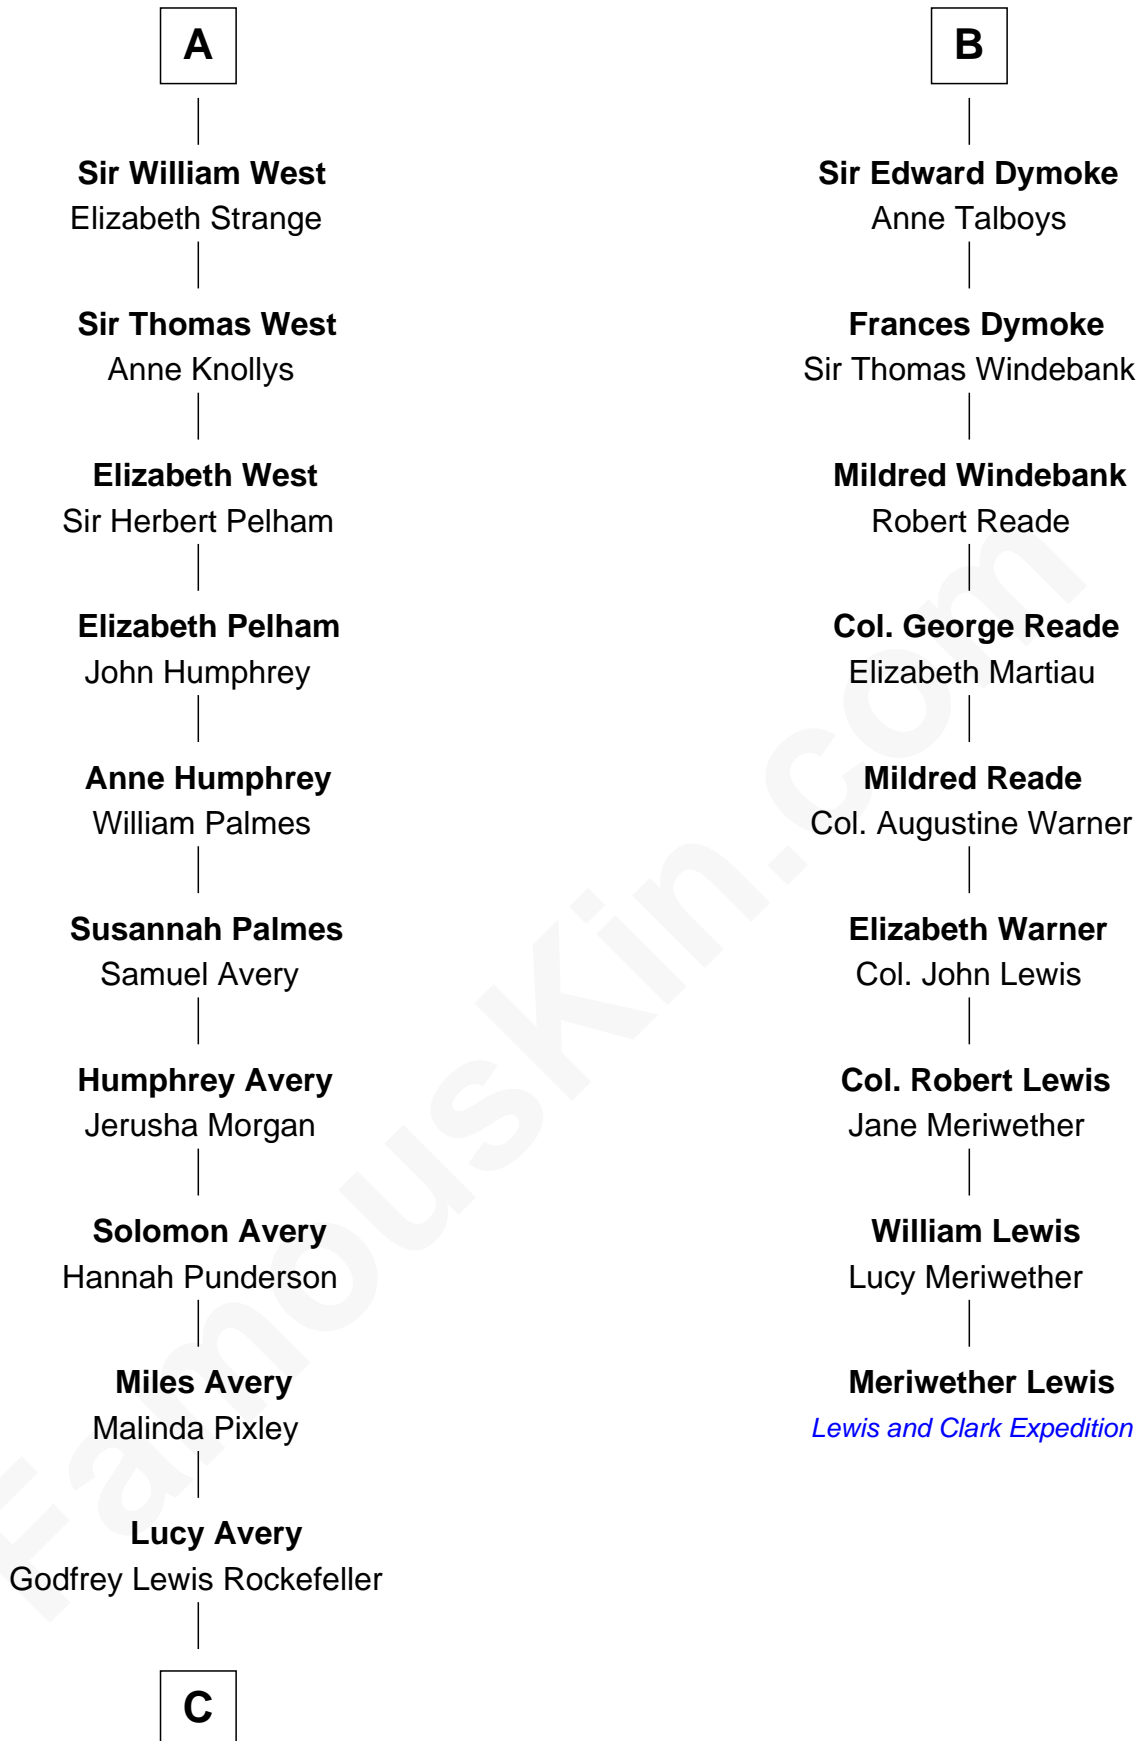 A
Sir William West
Elizabeth Strange
Sir Thomas West
Anne Knollys
Elizabeth West
Sir Herbert Pelham
Elizabeth Pelham
John Humphrey
Anne Humphrey
William Palmes
Susannah Palmes
Samuel Avery
Humphrey Avery
Jerusha Morgan
Solomon Avery
Hannah Punderson
Miles Avery
Malinda Pixley
Lucy Avery
Godfrey Lewis Rockefeller
C
B
Sir Edward Dymoke
Anne Talboys
Frances Dymoke
Sir Thomas Windebank
Mildred Windebank
Robert Reade
Col. George Reade
Elizabeth Martiau
Mildred Reade
Col. Augustine Warner
Elizabeth Warner
Col. John Lewis
Col. Robert Lewis
Jane Meriwether
William Lewis
Lucy Meriwether
Meriwether Lewis
Lewis and Clark Expedition
FamousKin.com